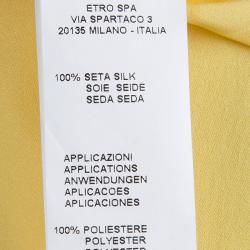 ETRO SPA
VIA SPARTACO 3
20135 MILANO - ITALIA
100% SETA SILK
SOIE SEIDE
SEDA SEDA
APPLICAZIONI
APPLICATIONS
ANWENDUNGEN
APLICACOES
APLICACIONES
100% POLIESTERE
POLYESTER
POLYESTER